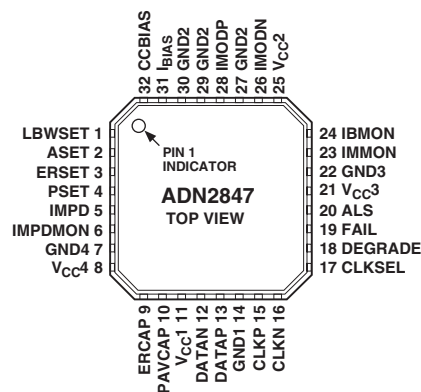 32 CCBIAS
31 IBIAS
30 GND2
29 GND2
28 IMODP
27 GND2
26 IMODN
25 VCC2
LBWSET 1
ASET 2
ERSET 3
PSET 4
IMPD 5
IMPDMON 6
GND4 7
VCC4 8
PIN 1
INDICATOR
ADN2847
TOP VIEW
24 IBMON
23 IMMON
22 GND3
21 VCC3
20 ALS
19 FAIL
18 DEGRADE
17 CLKSEL
ERCAP 9
PAVCAP 10
VCC1 11
DATAN 12
DATAP 13
GND1 14
CLKP 15
CLKN 16